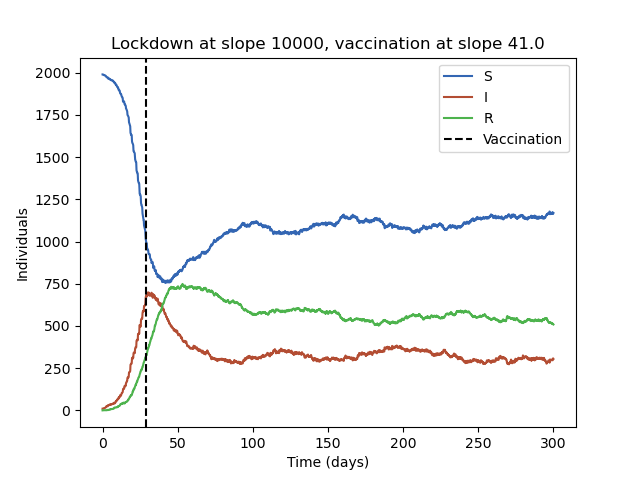 Lockdown at slope 10000, vaccination at slope 41.0
2000
1750
1500
1250
1000
750
500
250
0
Individuals
S
I
R
Vaccination
0 50 100 150 200 250 300
Time (days)